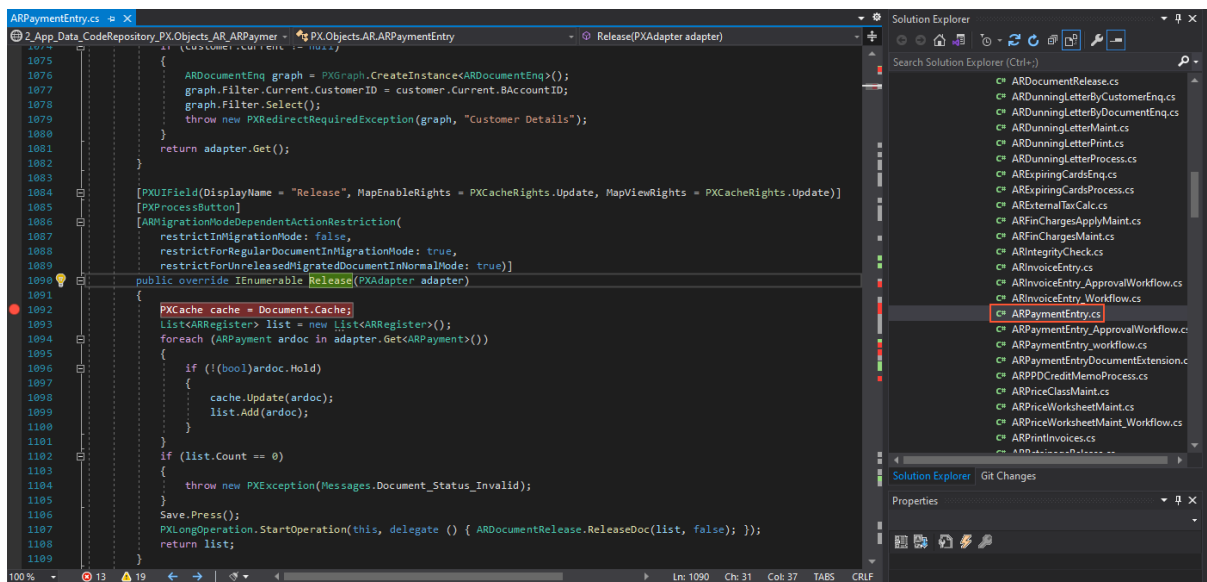 ARPaymentEntry.cs
2_App_Data_CodeRepository_PX.Objects_AR_ARPaymer
PX.Objects.AR.ARPaymentEntry
Release(PXAdapter adapter)
1074 if (customer.Current != null)
1075 {
1076 ARDocumentEnq graph = PXGraph.CreateInstance<ARDocumentEnq>();
1077 graph.Filter.Current.CustomerID = customer.Current.BAccountID;
1078 graph.Filter.Select();
1079 throw new PXRedirectRequiredException(graph, "Customer Details");
1080 }
1081 return adapter.Get();
1082 }
1083
1084 [PXUIField(DisplayName = "Release", MapEnableRights = PXCacheRights.Update, MapViewRights = PXCacheRights.Update)]
1085 [PXProcessButton]
1086 [ARMigrationModeDependentActionRestriction(
1087 restrictInMigrationMode: false,
1088 restrictForRegularDocumentInMigrationMode: true,
1089 restrictForUnreleasedMigratedDocumentInNormalMode: true)]
1090 public override IEnumerable Release(PXAdapter adapter)
1091 {
1092 PXCache cache = Document.Cache;
1093 List<ARRegister> list = new List<ARRegister>();
1094 foreach (ARPayment ardoc in adapter.Get<ARPayment>())
1095 {
1096 if (!(bool)ardoc.Hold)
1097 {
1098 cache.Update(ardoc);
1099 list.Add(ardoc);
1100 }
1101 }
1102 if (list.Count == 0)
1103 {
1104 throw new PXException(Messages.Document_Status_Invalid);
1105 }
1106 Save.Press();
1107 PXLongOperation.StartOperation(this, delegate () { ARDocumentRelease.ReleaseDoc(list, false); });
1108 return list;
1109 }
100 % 13 19 Ln: 1090 Ch: 31 Col: 37 TABS CRLF
Solution Explorer
Search Solution Explorer (Ctrl+;)
C# ARDocumentRelease.cs
C# ARDunningLetterByCustomerEnq.cs
C# ARDunningLetterByDocumentEnq.cs
C# ARDunningLetterMaint.cs
C# ARDunningLetterPrint.cs
C# ARDunningLetterProcess.cs
C# ARExpiringCardsEnq.cs
C# ARExpiringCardsProcess.cs
C# ARExternalTaxCalc.cs
C# ARFinChargesApplyMaint.cs
C# ARFinChargesMaint.cs
C# ARIntegrityCheck.cs
C# ARInvoiceEntry.cs
C# ARInvoiceEntry_ApprovalWorkflow.cs
C# ARInvoiceEntry_Workflow.cs
C# ARPaymentEntry.cs
C# ARPaymentEntry_ApprovalWorkflow.cs
C# ARPaymentEntry_workflow.cs
C# ARPaymentEntryDocumentExtension.c
C# ARPPDCreditMemoProcess.cs
C# ARPriceClassMaint.cs
C# ARPriceWorksheetMaint.cs
C# ARPriceWorksheetMaint_Workflow.cs
C# ARPrintInvoices.cs
Solution Explorer Git Changes
Properties